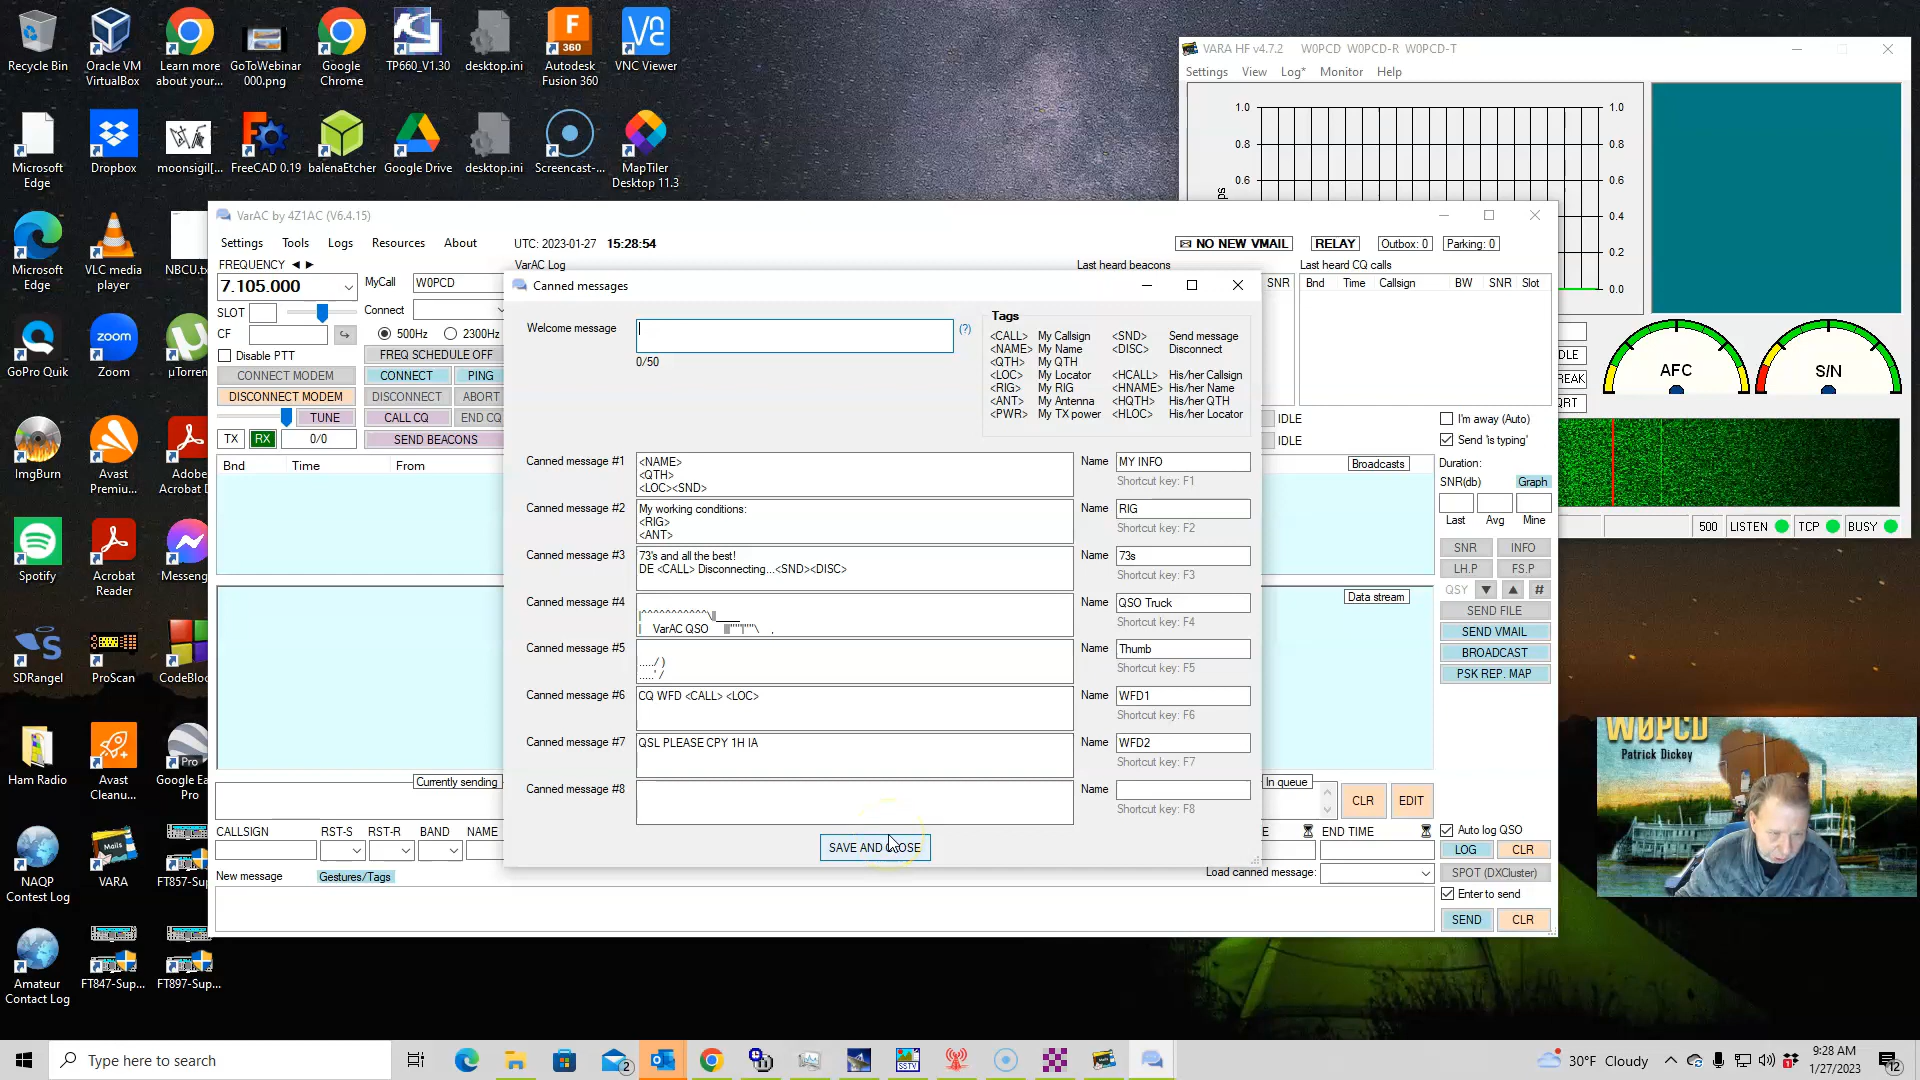 Recycle Bin
Oracle VM
VirtualBox
Learn more
about your...
GoToWebinar
000.png
Google
Chrome
TP660_V1.30
desktop.ini
Autodesk
Fusion 360
VNC Viewer
Microsoft
Edge
Dropbox
moonsigil[...
FreeCAD 0.19
balenaEtcher
Google Drive
desktop.ini
Screencast-...
MapTiler
Desktop 11.3
Microsoft
Edge
VLC media
player
NBCU.tx
GoPro Quik
Zoom
µTorren
ImgBurn
Avast
Premiu...
Adobe
Acrobat D
Spotify
Acrobat
Reader
Messeng
SDRangel
ProScan
CodeBloc
Ham Radio
Avast
Cleanu...
Google Ea
Pro
NAQP
Contest Log
VARA
FT857-Sup
Amateur
Contact Log
FT847-Sup...
FT897-Sup...
VARA HF v4.7.2 W0PCD W0PCD-R W0PCD-T
Settings View Log* Monitor Help
1.0 1.0
0.8 0.8
0.6 0.6
0.4
0.2
0.0
ps
AFC
S/N
500 LISTEN TCP BUSY
VarAC by 4Z1AC (V6.4.15)
Settings Tools Logs Resources About UTC: 2023-01-27 15:28:54
NO NEW VMAIL RELAY Outbox: 0 Parking: 0
FREQUENCY
VarAC Log
Last heard beacons
Last heard CQ calls
7.105.000
MyCall W0PCD
SNR
Bnd Time Callsign BW SNR Slot
SLOT
Connect
CF
500Hz 2300Hz
Disable PTT
FREQ SCHEDULE OFF
CONNECT MODEM
CONNECT PING
DISCONNECT MODEM
DISCONNECT ABORT
TUNE
CALL CQ END CQ
TX RX 0/0
SEND BEACONS
IDLE
IDLE
Bnd Time From
Canned messages
Welcome message
(?)
0/50
Tags
<CALL> My Callsign <SND> Send message
<NAME> My Name <DISC> Disconnect
<QTH> My QTH
<LOC> My Locator <HCALL> His/her Callsign
<RIG> My RIG <HNAME> His/her Name
<ANT> My Antenna <HQTH> His/her QTH
<PWR> My TX power <HLOC> His/her Locator
Canned message #1
<NAME>
<QTH>
<LOC><SND>
Name MY INFO
Shortcut key: F1
Canned message #2
My working conditions:
<RIG>
<ANT>
Name RIG
Shortcut key: F2
Canned message #3
73's and all the best!
DE <CALL> Disconnecting...<SND><DISC>
Name 73s
Shortcut key: F3
Canned message #4
|^^^^^^^^^^^\||____
| VarAC QSO |||""'|""\__,
Name QSO Truck
Shortcut key: F4
Canned message #5
...../ )
.....' /
Name Thumb
Shortcut key: F5
Canned message #6
CQ WFD <CALL> <LOC>
Name WFD1
Shortcut key: F6
Canned message #7
QSL PLEASE CPY 1H IA
Name WFD2
Shortcut key: F7
Canned message #8
Name
Shortcut key: F8
SAVE AND CLOSE
I'm away (Auto)
Send 'is typing'
Broadcasts
Duration:
SNR(db) Graph
Last Avg Mine
SNR INFO
LH.P FS.P
QSY #
Data stream
SEND FILE
SEND VMAIL
BROADCAST
PSK REP. MAP
Currently sending
In queue
CLR EDIT
CALLSIGN RST-S RST-R BAND NAME
END TIME
Auto log QSO
LOG CLR
New message Gestures/Tags
Load canned message:
SPOT (DXCluster)
Enter to send
SEND CLR
W0PCD
Patrick Dickey
Type here to search
2
SSTV
30°F Cloudy
9:28 AM
1/27/2023
12